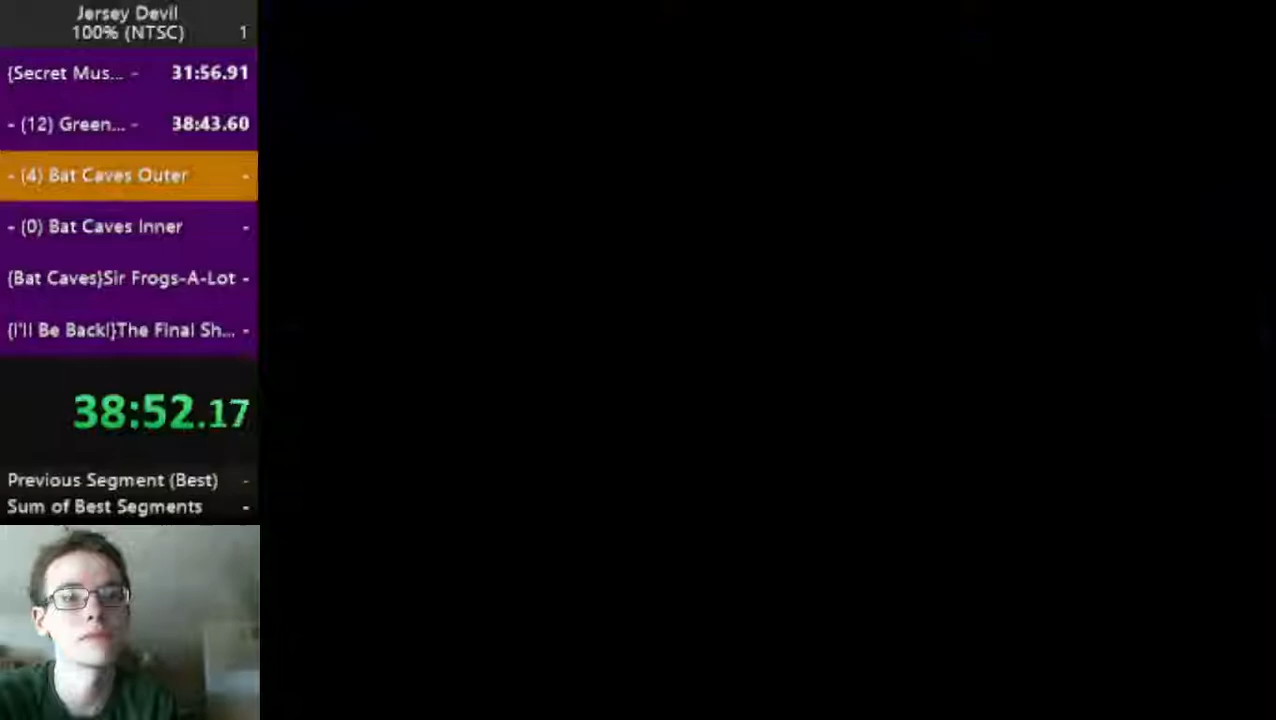 Jersey Devil
100% (NTSC) 1
{Secret Mus... - 31:56.91
- (12) Green... - 38:43.60
- (4) Bat Caves Outer -
- (0) Bat Caves Inner -
{Bat Caves}Sir Frogs-A-Lot -
{I'll Be Back!}The Final Sh... -
38:52.17
Previous Segment (Best) -
Sum of Best Segments -